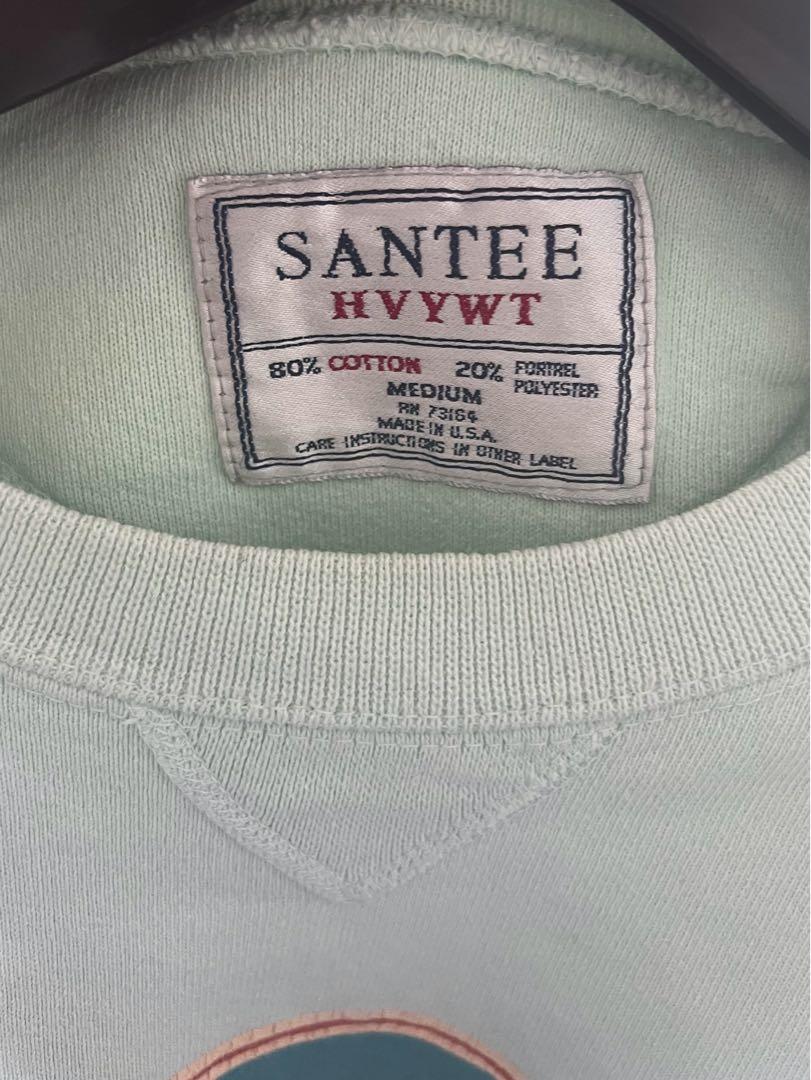 SANTEE
HVYWT
80% COTTON 20% FORTREL POLYESTER
MEDIUM
RN 73164
MADE IN U.S.A.
CARE INSTRUCTIONS IN OTHER LABEL